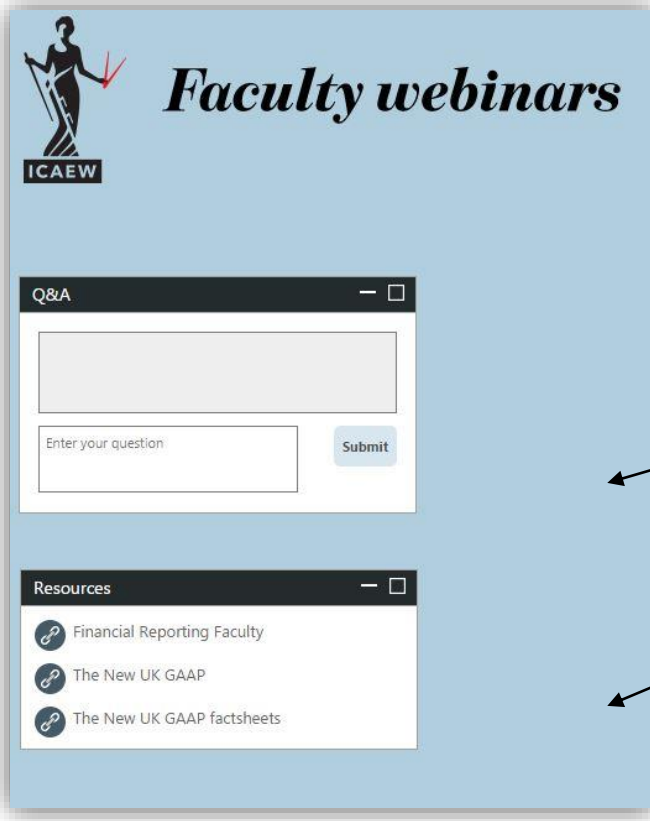 Faculty webinars
ICAEW
Q&A
Enter your question
Submit
Resources
Financial Reporting Faculty
The New UK GAAP
The New UK GAAP factsheets